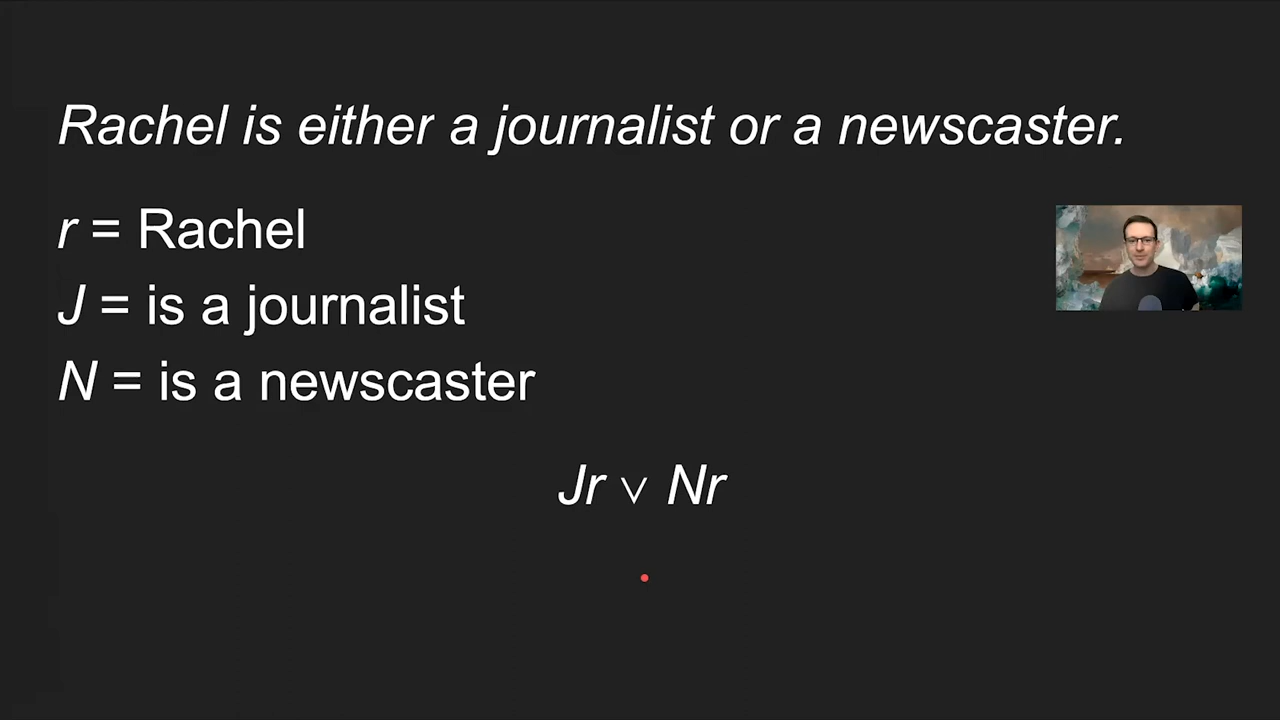 Rachel is either a journalist or a newscaster.
r = Rachel
J = is a journalist
N = is a newscaster
Jr ∨ Nr